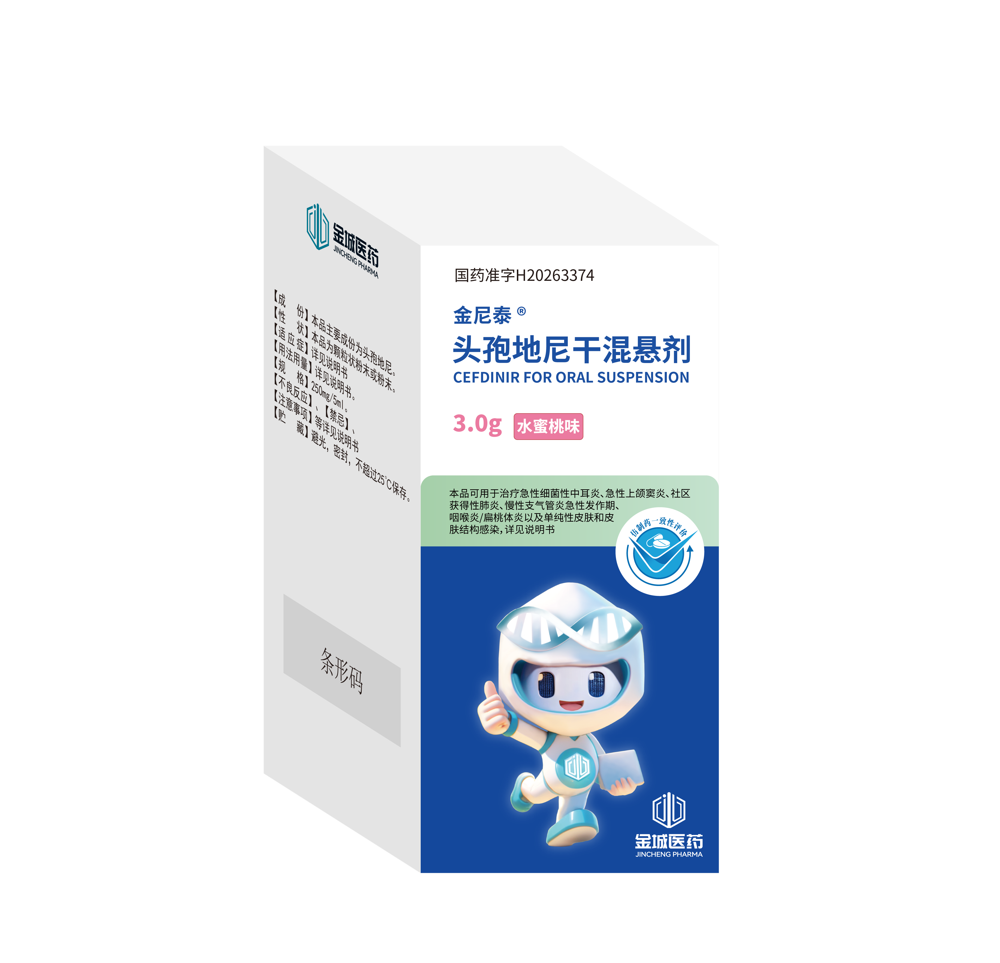 金城医药
JINCHENG PHARMA
【成　份】本品主要成份为头孢地尼。
【性　状】本品为颗粒状粉末或粉末。
【适应症】详见说明书
【用法用量】详见说明书。
【规　格】250mg/5ml。
【不良反应】、【禁忌】、
【注意事项】等详见说明书
【贮　藏】避光，密封，不超过25℃保存。
条形码
国药准字H20263374
金尼泰®
头孢地尼干混悬剂
CEFDINIR FOR ORAL SUSPENSION
3.0g 水蜜桃味
本品可用于治疗急性细菌性中耳炎、急性上颌窦炎、社区
获得性肺炎、慢性支气管炎急性发作期、
咽喉炎/扁桃体炎以及单纯性皮肤和皮
肤结构感染，详见说明书
仿制药一致性评价
金城医药
JINCHENG PHARMA